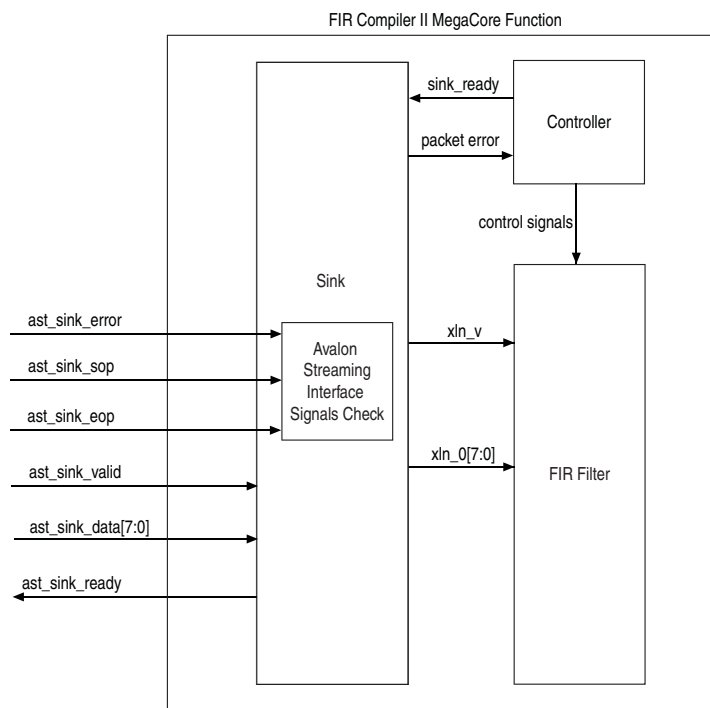 FIR Compiler II MegaCore Function
sink_ready
Controller
packet error
control signals
Sink
ast_sink_error
xln_v
Avalon
Streaming
Interface
Signals Check
ast_sink_sop
ast_sink_eop
xln_0[7:0]
ast_sink_valid
FIR Filter
ast_sink_data[7:0]
ast_sink_ready